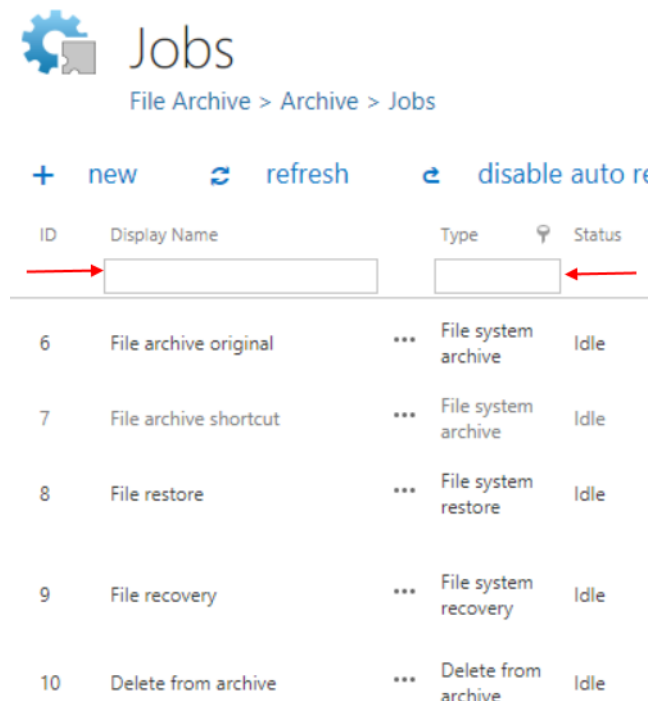 Jobs
File Archive > Archive > Jobs
+ new refresh disable auto
ID Display Name Type Status
6 File archive original ... File system archive Idle
7 File archive shortcut ... File system archive Idle
8 File restore ... File system restore Idle
9 File recovery ... File system recovery Idle
10 Delete from archive ... Delete from archive Idle